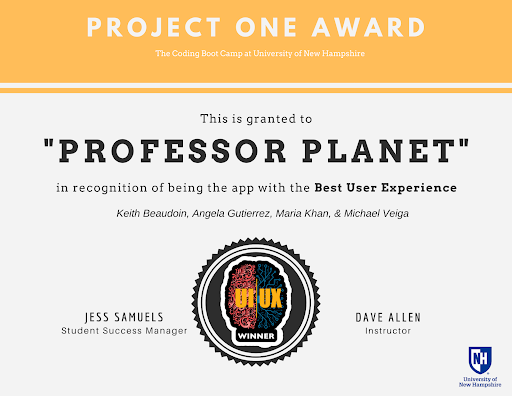 PROJECT ONE AWARD
The Coding Boot Camp at University of New Hampshire
This is granted to
"PROFESSOR PLANET"
in recognition of being the app with the Best User Experience
Keith Beaudoin, Angela Gutierrez, Maria Khan, & Michael Veiga
UI UX
WINNER
JESS SAMUELS
Student Success Manager
DAVE ALLEN
Instructor
NH
University of
New Hampshire